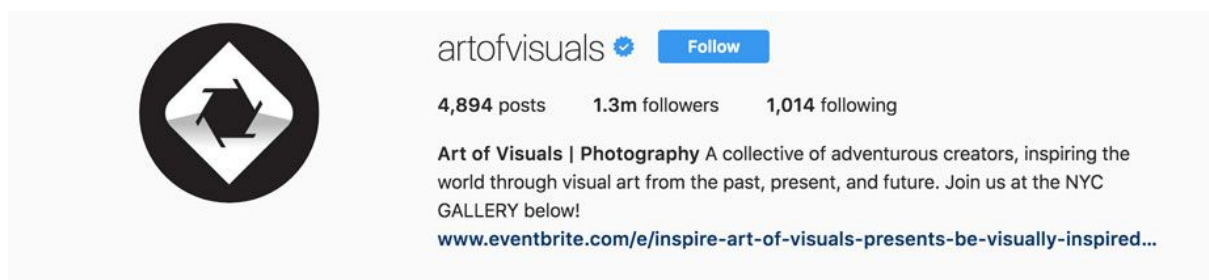 artofvisuals Follow
4,894 posts 1.3m followers 1,014 following
Art of Visuals | Photography A collective of adventurous creators, inspiring the
world through visual art from the past, present, and future. Join us at the NYC
GALLERY below!
www.eventbrite.com/e/inspire-art-of-visuals-presents-be-visually-inspired...